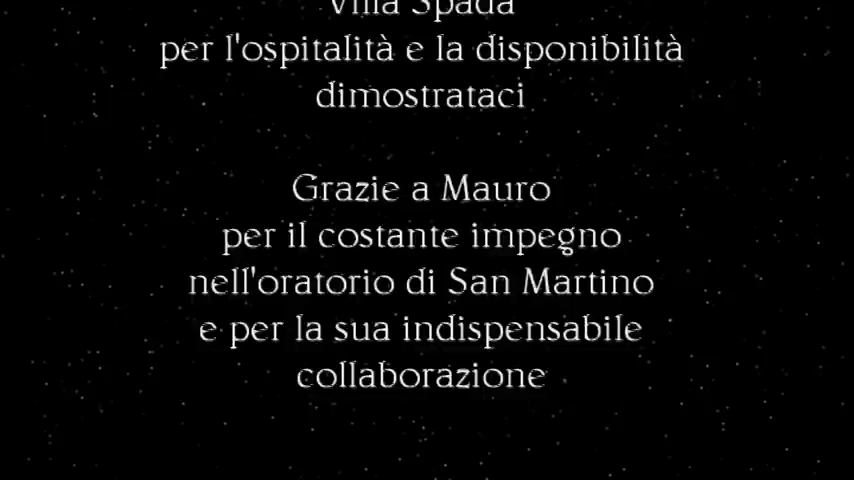 Villa Spada
per l'ospitalità e la disponibilità
dimostrataci
Grazie a Mauro
per il costante impegno
nell'oratorio di San Martino
e per la sua indispensabile
collaborazione